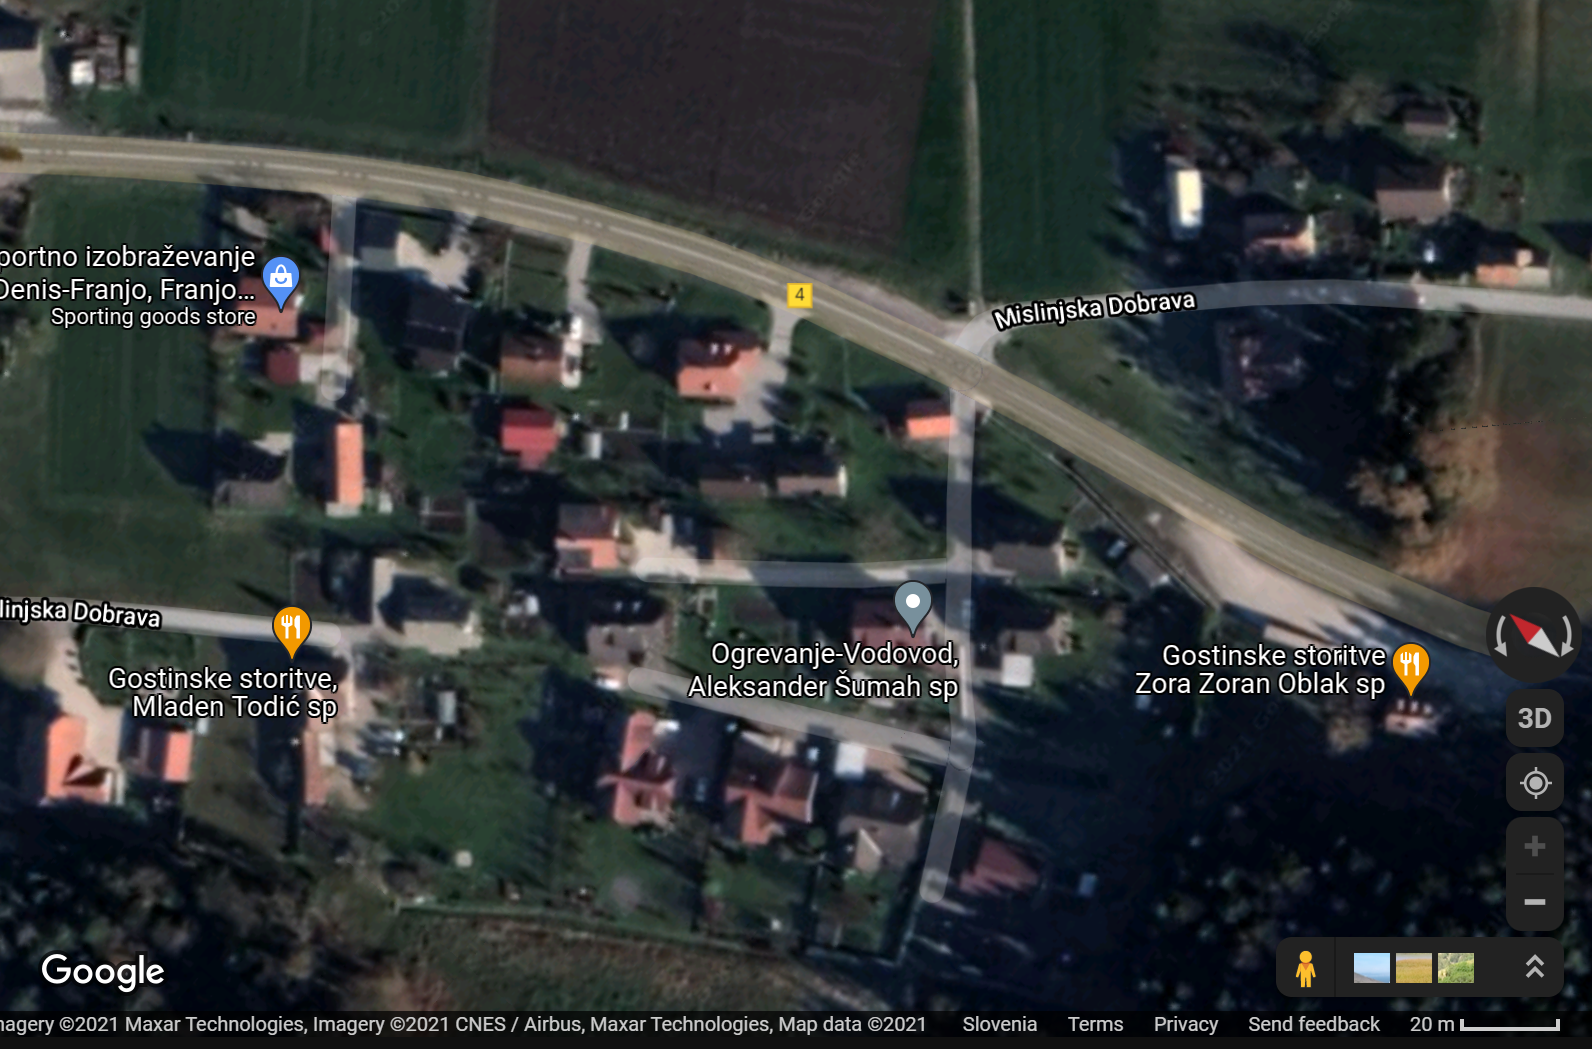 portno izobraževanje
Denis-Franjo, Franjo...
Sporting goods store
4
Mislinjska Dobrava
linjska Dobrava
Gostinske storitve,
Mladen Todić sp
Ogrevanje-Vodovod,
Aleksander Šumah sp
Gostinske storitve
Zora Zoran Oblak sp
3D
Google
nagery ©2021 Maxar Technologies, Imagery ©2021 CNES / Airbus, Maxar Technologies, Map data ©2021 Slovenia Terms Privacy Send feedback 20 m